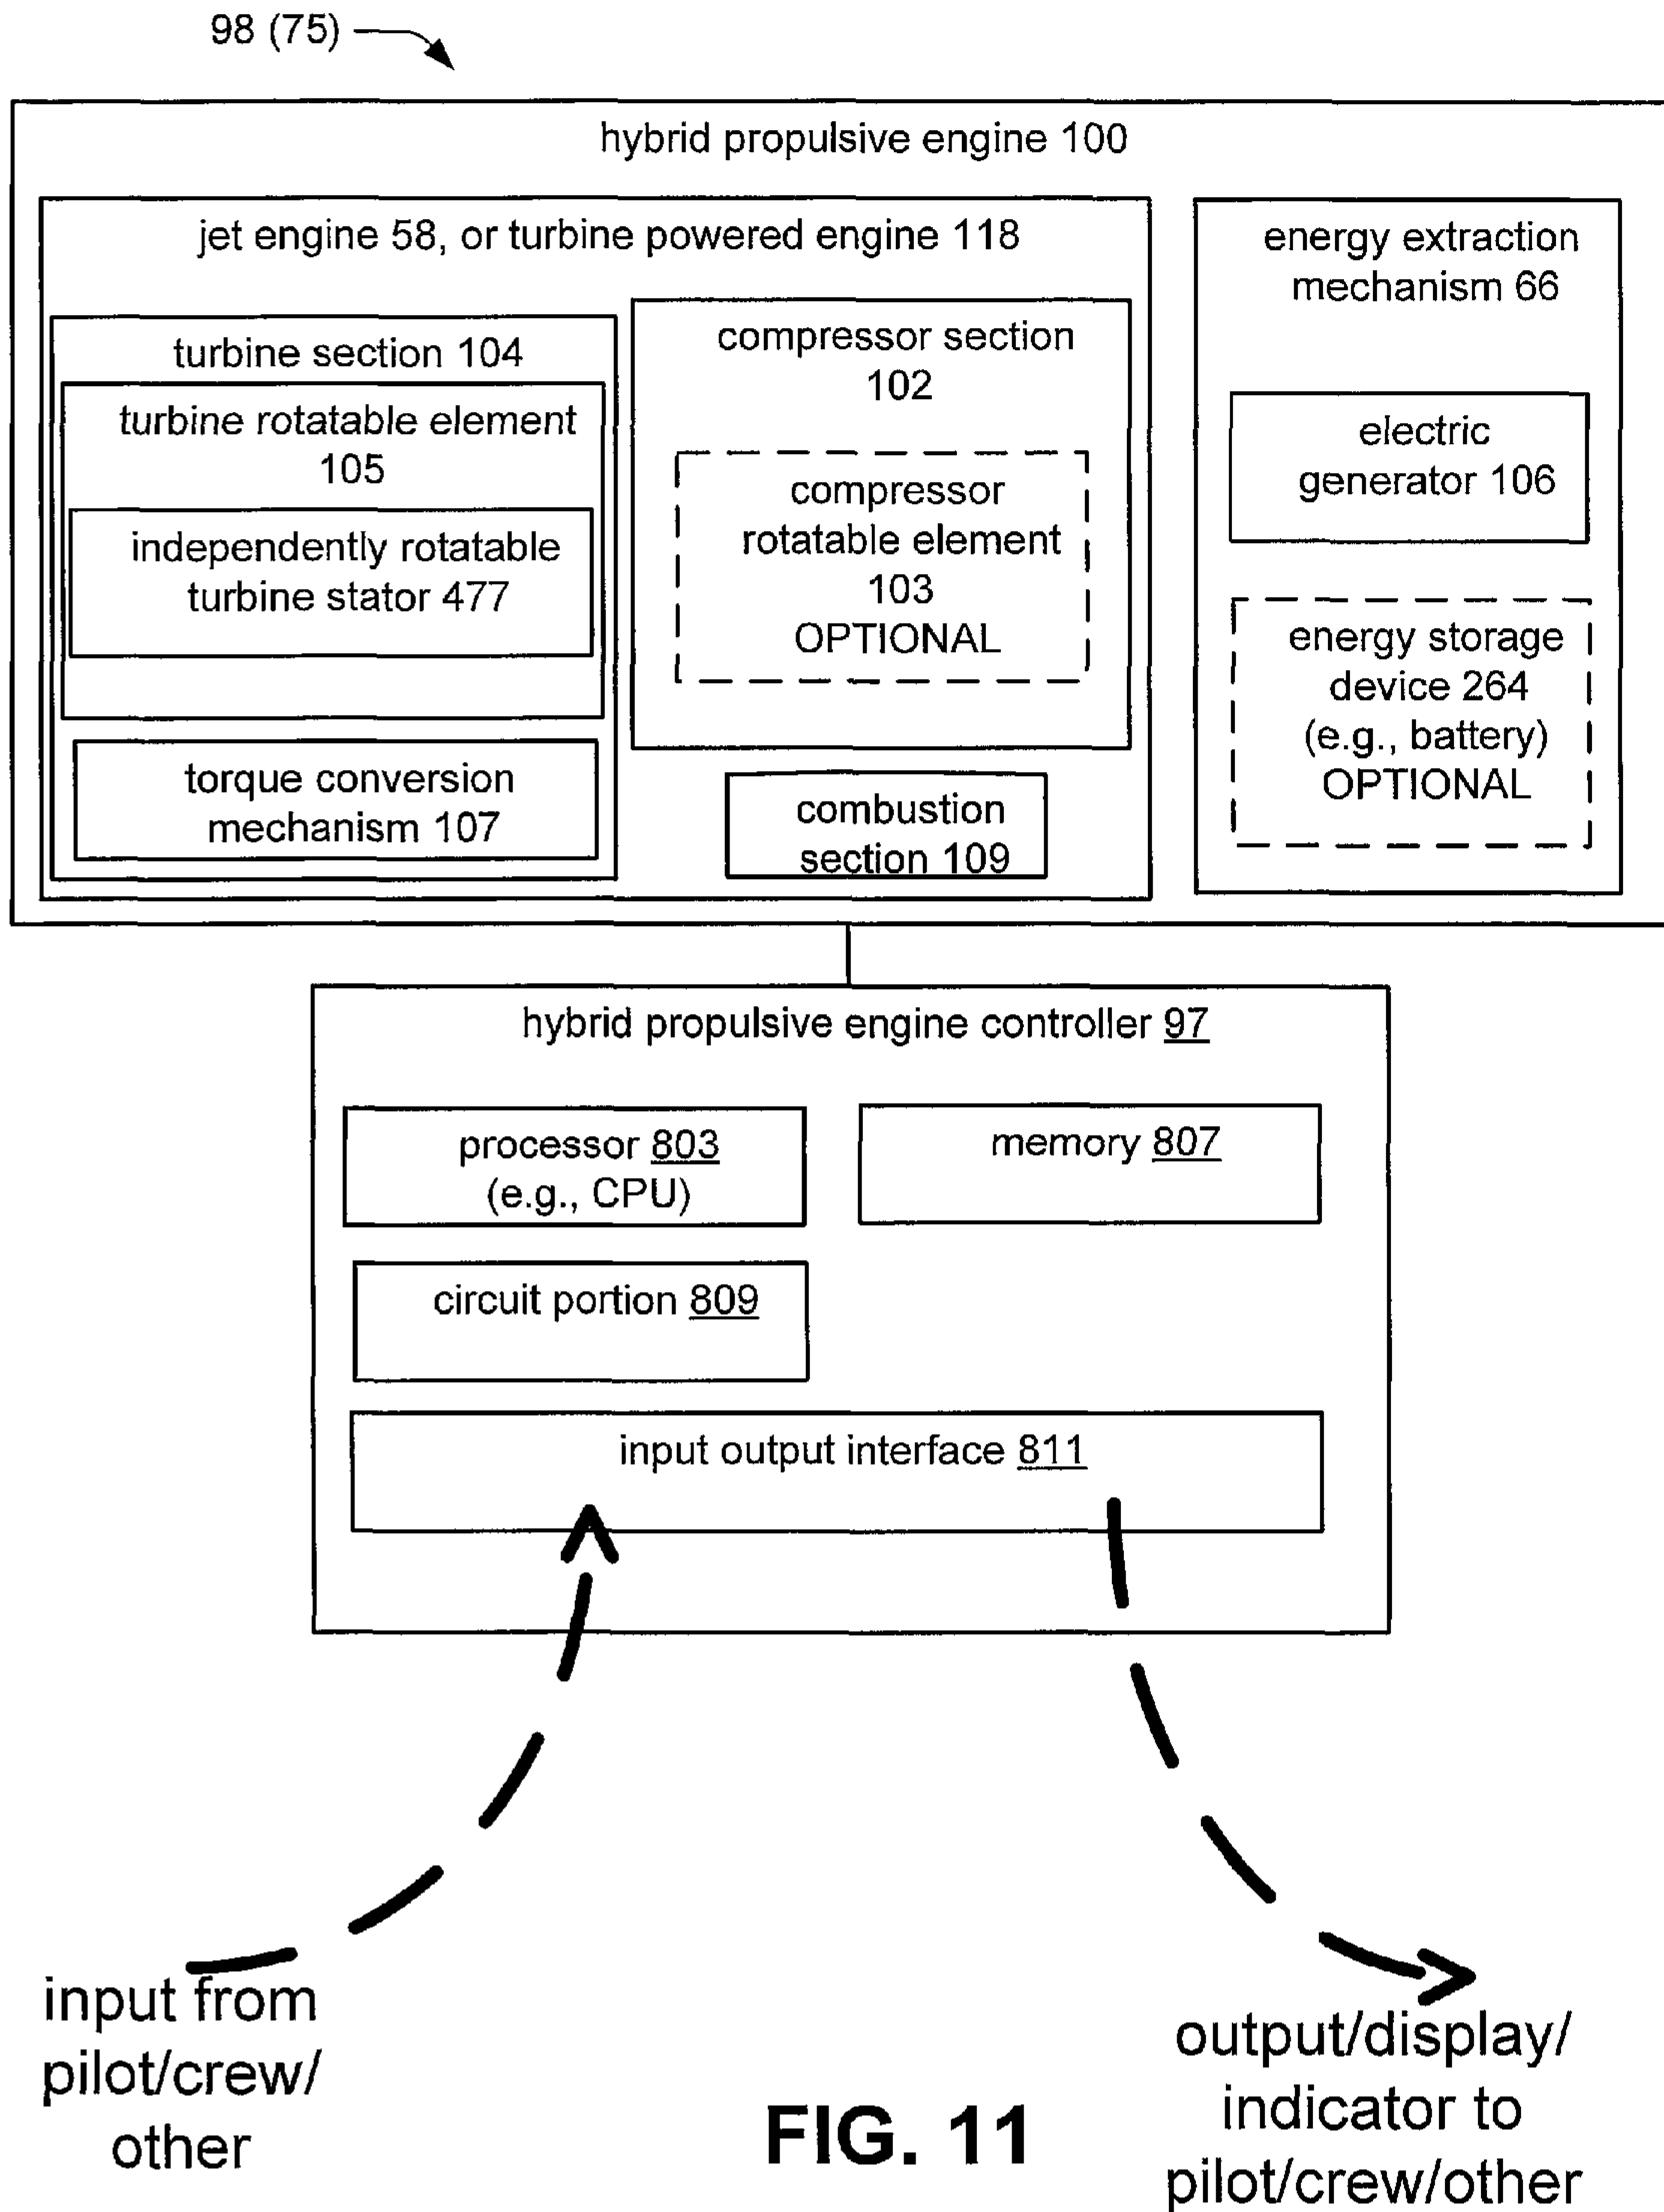 98 (75)
hybrid propulsive engine 100
jet engine 58, or turbine powered engine 118
turbine section 104
turbine rotatable element
105
independently rotatable
turbine stator 477
torque conversion
mechanism 107
compressor section
102
compressor
rotatable element
103
OPTIONAL
combustion
section 109
energy extraction
mechanism 66
electric
generator 106
energy storage
device 264
(e.g., battery)
OPTIONAL
hybrid propulsive engine controller 97
processor 803
(e.g., CPU)
memory 807
circuit portion 809
input output interface 811
input from
pilot/crew/
other
output/display/
indicator to
pilot/crew/other
FIG. 11